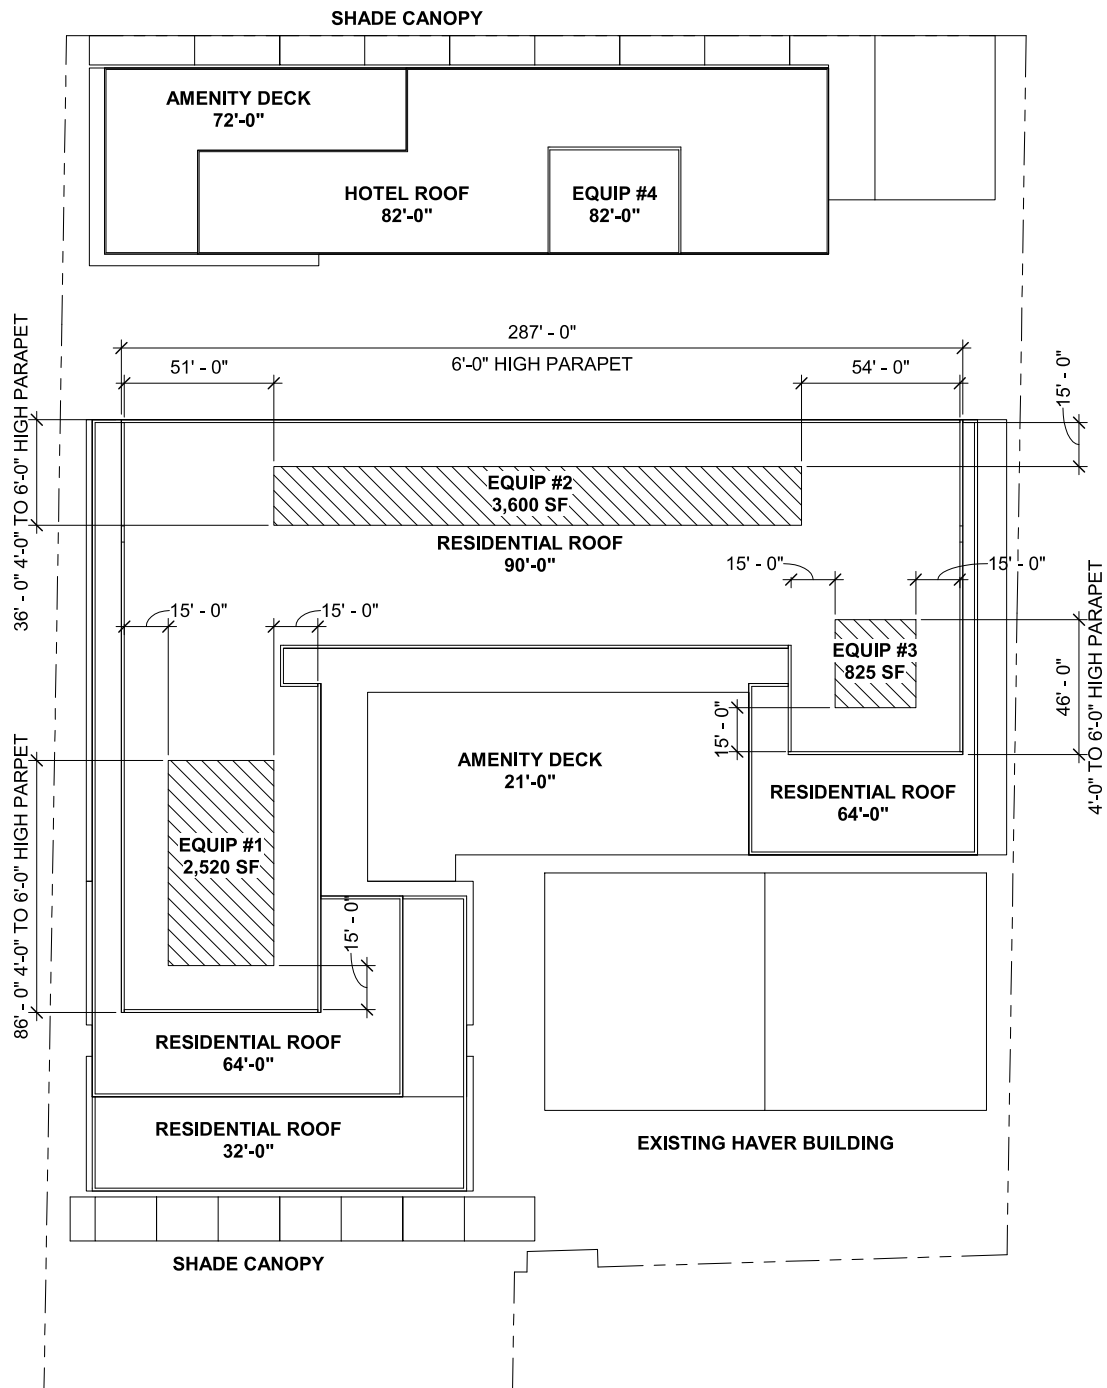 SHADE CANOPY
AMENITY DECK
72'-0"
HOTEL ROOF
82'-0"
EQUIP #4
82'-0"
287' - 0"
6'-0" HIGH PARAPET
51' - 0"
54' - 0"
15' - 0"
36' - 0" 4'-0" TO 6'-0" HIGH PARAPET
EQUIP #2
3,600 SF
RESIDENTIAL ROOF
90'-0"
15' - 0"
15' - 0"
15' - 0"
15' - 0"
EQUIP #3
825 SF
46' - 0"
4'-0" TO 6'-0" HIGH PARAPET
15' - 0"
AMENITY DECK
21'-0"
RESIDENTIAL ROOF
64'-0"
86' - 0" 4'-0" TO 6'-0" HIGH PARPET
EQUIP #1
2,520 SF
15' - 0"
RESIDENTIAL ROOF
64'-0"
RESIDENTIAL ROOF
32'-0"
EXISTING HAVER BUILDING
SHADE CANOPY